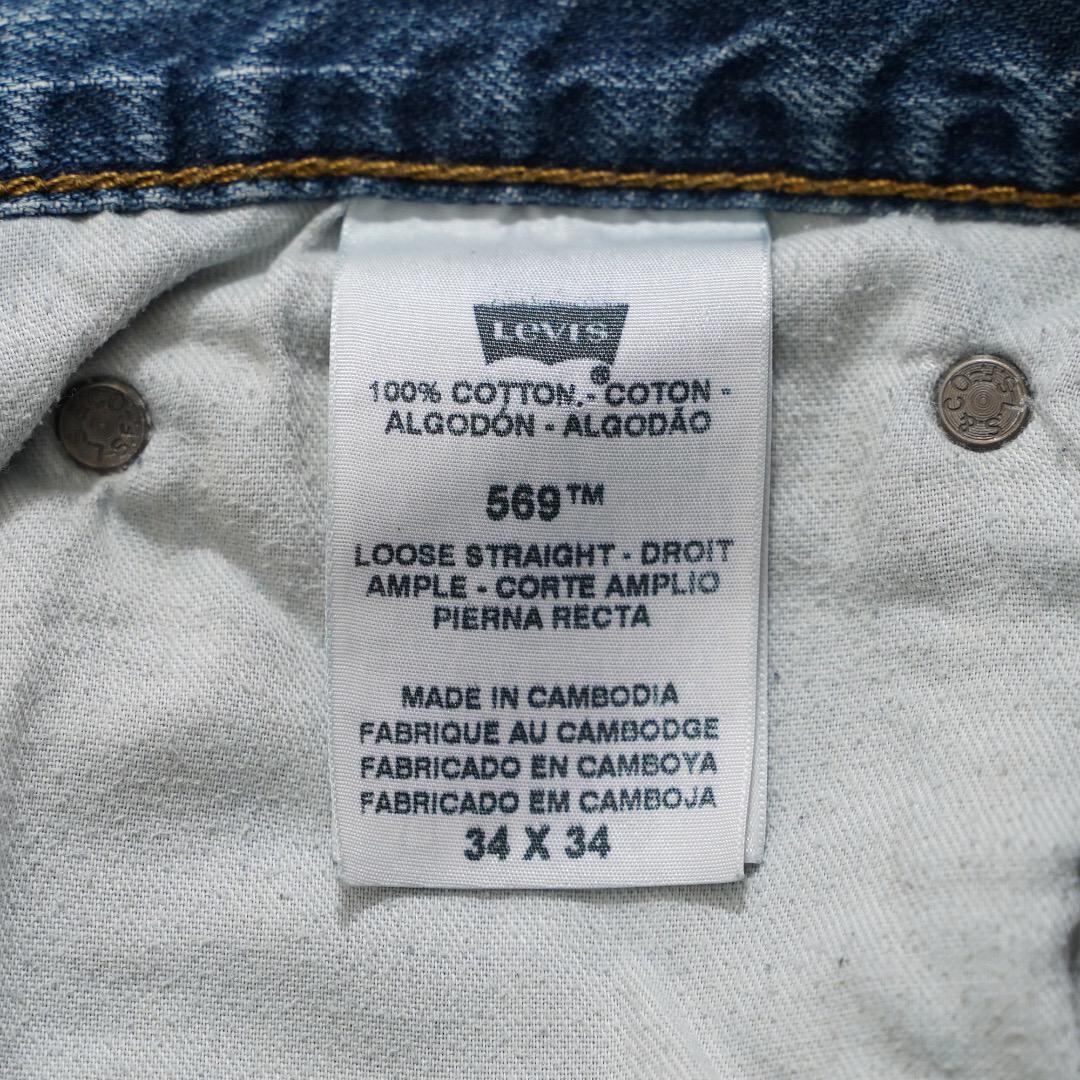 LEVI'S
®
100% COTTON - COTON -
ALGODÓN - ALGODÃO
569™
LOOSE STRAIGHT - DROIT
AMPLE - CORTE AMPLIO
PIERNA RECTA
MADE IN CAMBODIA
FABRIQUE AU CAMBODGE
FABRICADO EN CAMBOYA
FABRICADO EM CAMBOJA
34 X 34